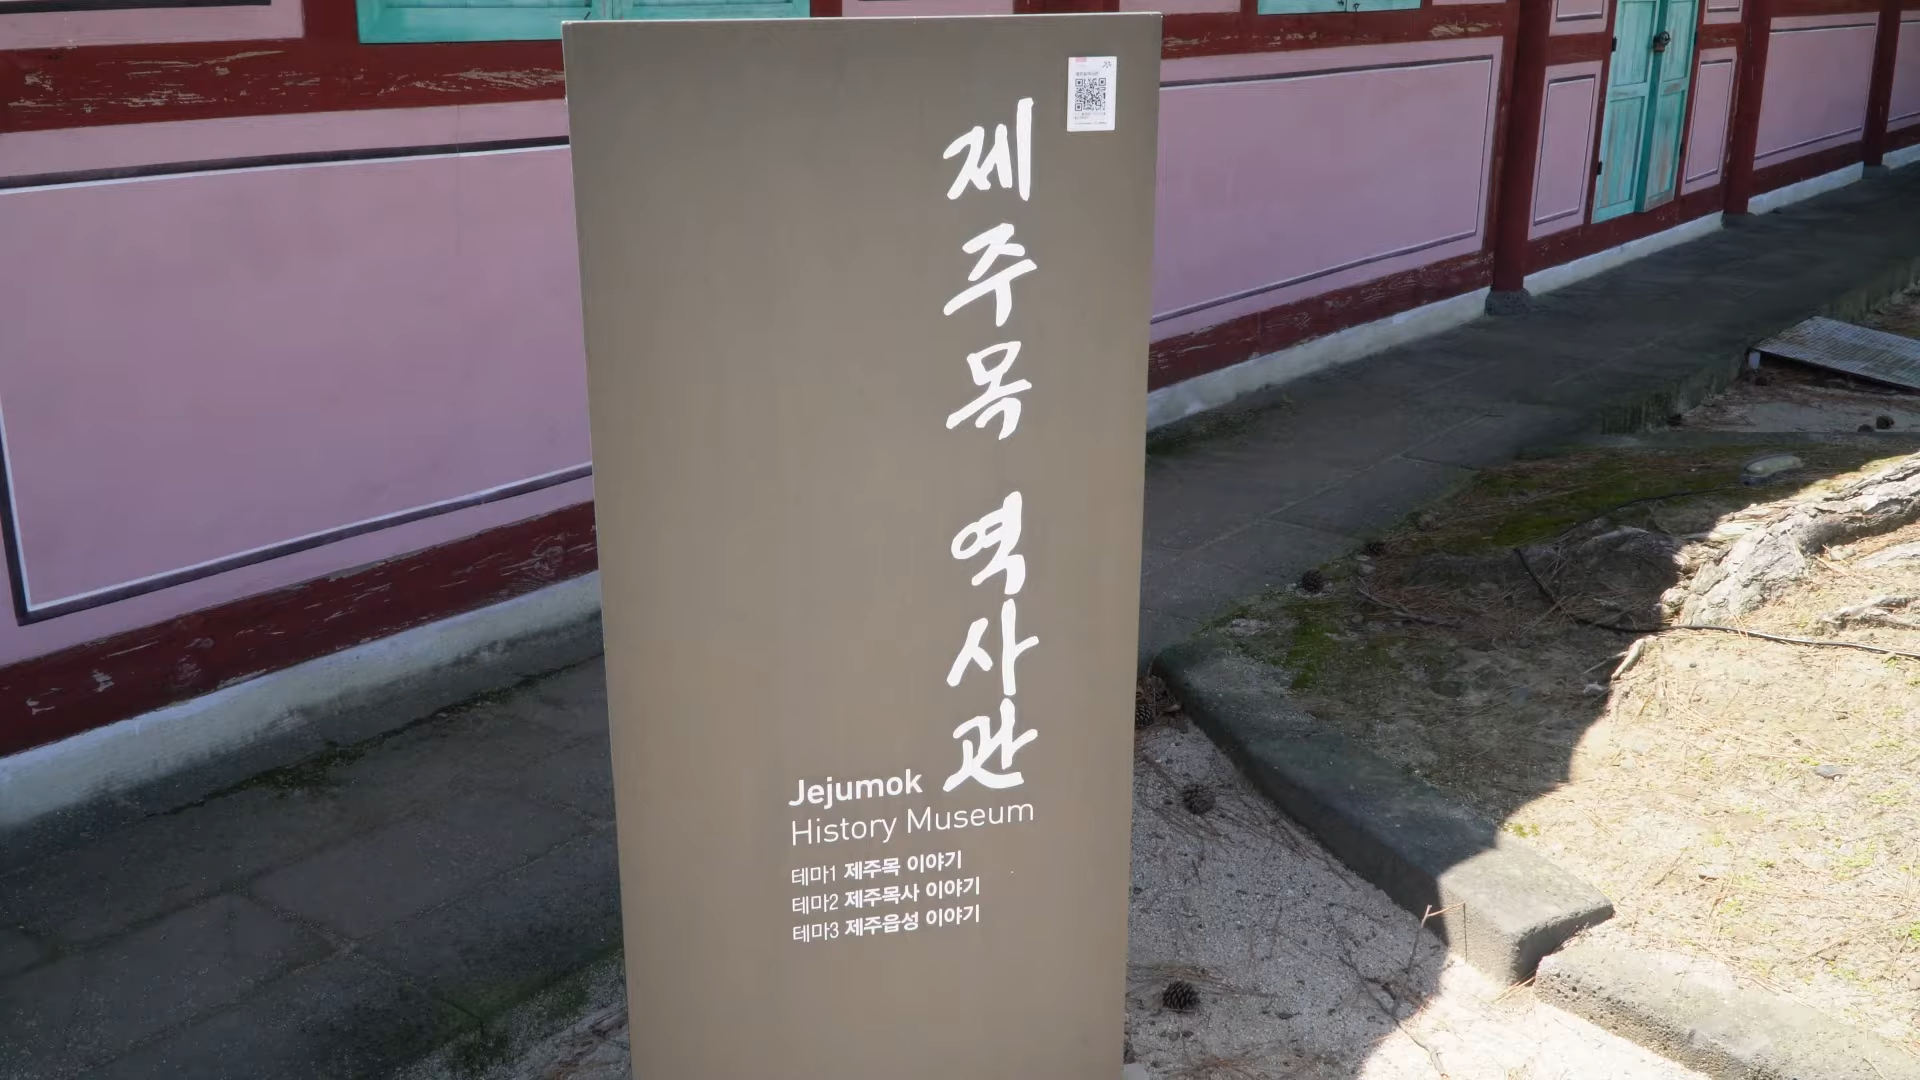 제주목 역사관
Jejumok
History Museum
테마1 제주목 이야기
테마2 제주목사 이야기
테마3 제주읍성 이야기